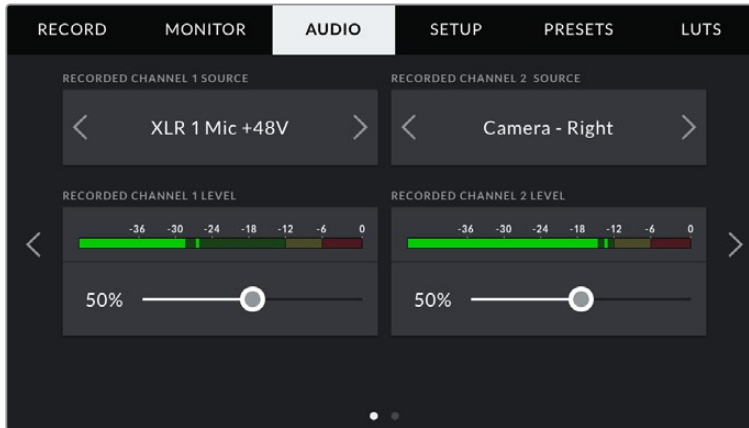 RECORD MONITOR AUDIO SETUP PRESETS LUTS
RECORDED CHANNEL 1 SOURCE RECORDED CHANNEL 2 SOURCE
XLR 1 Mic +48V Camera - Right
RECORDED CHANNEL 1 LEVEL RECORDED CHANNEL 2 LEVEL
-36 -30 -24 -18 -12 -6 0 -36 -30 -24 -18 -12 -6 0
50% 50%